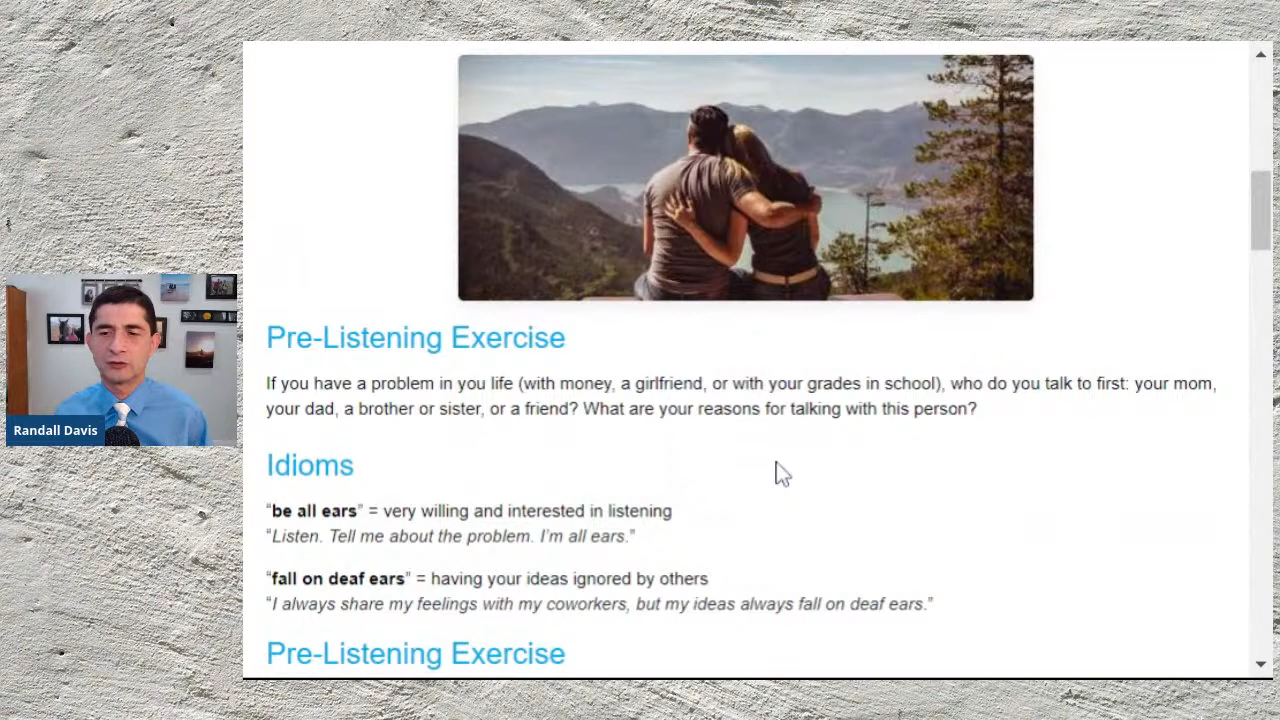 Pre-Listening Exercise
If you have a problem in you life (with money, a girlfriend, or with your grades in school), who do you talk to first: your mom,
your dad, a brother or sister, or a friend? What are your reasons for talking with this person?
Idioms
“be all ears” = very willing and interested in listening
“Listen. Tell me about the problem. I’m all ears.”
“fall on deaf ears” = having your ideas ignored by others
“I always share my feelings with my coworkers, but my ideas always fall on deaf ears.”
Pre-Listening Exercise
Randall Davis